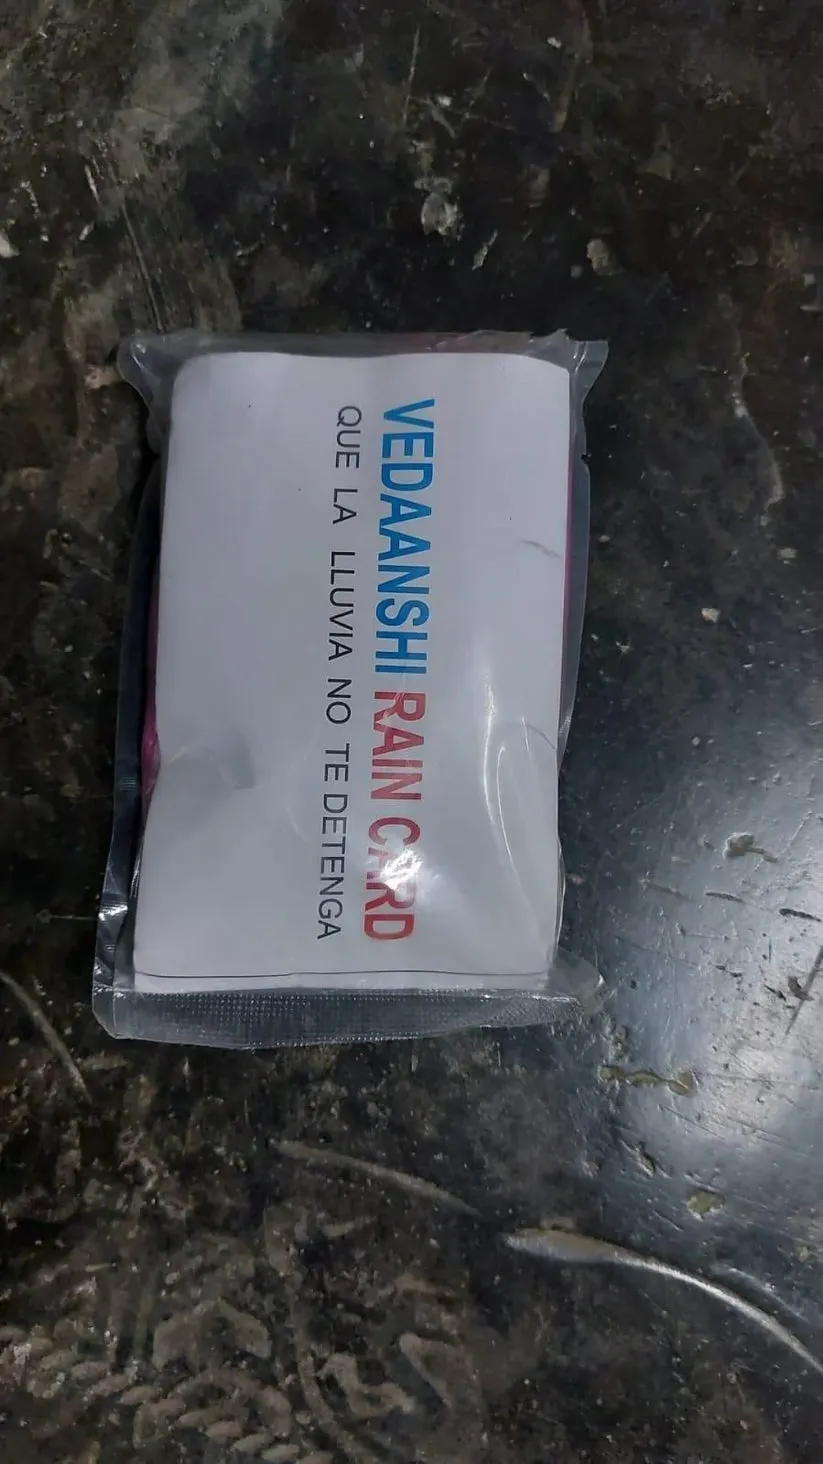 VEDAANSHI RAIN CARD
QUE LA LLUVIA NO TE DETENGA